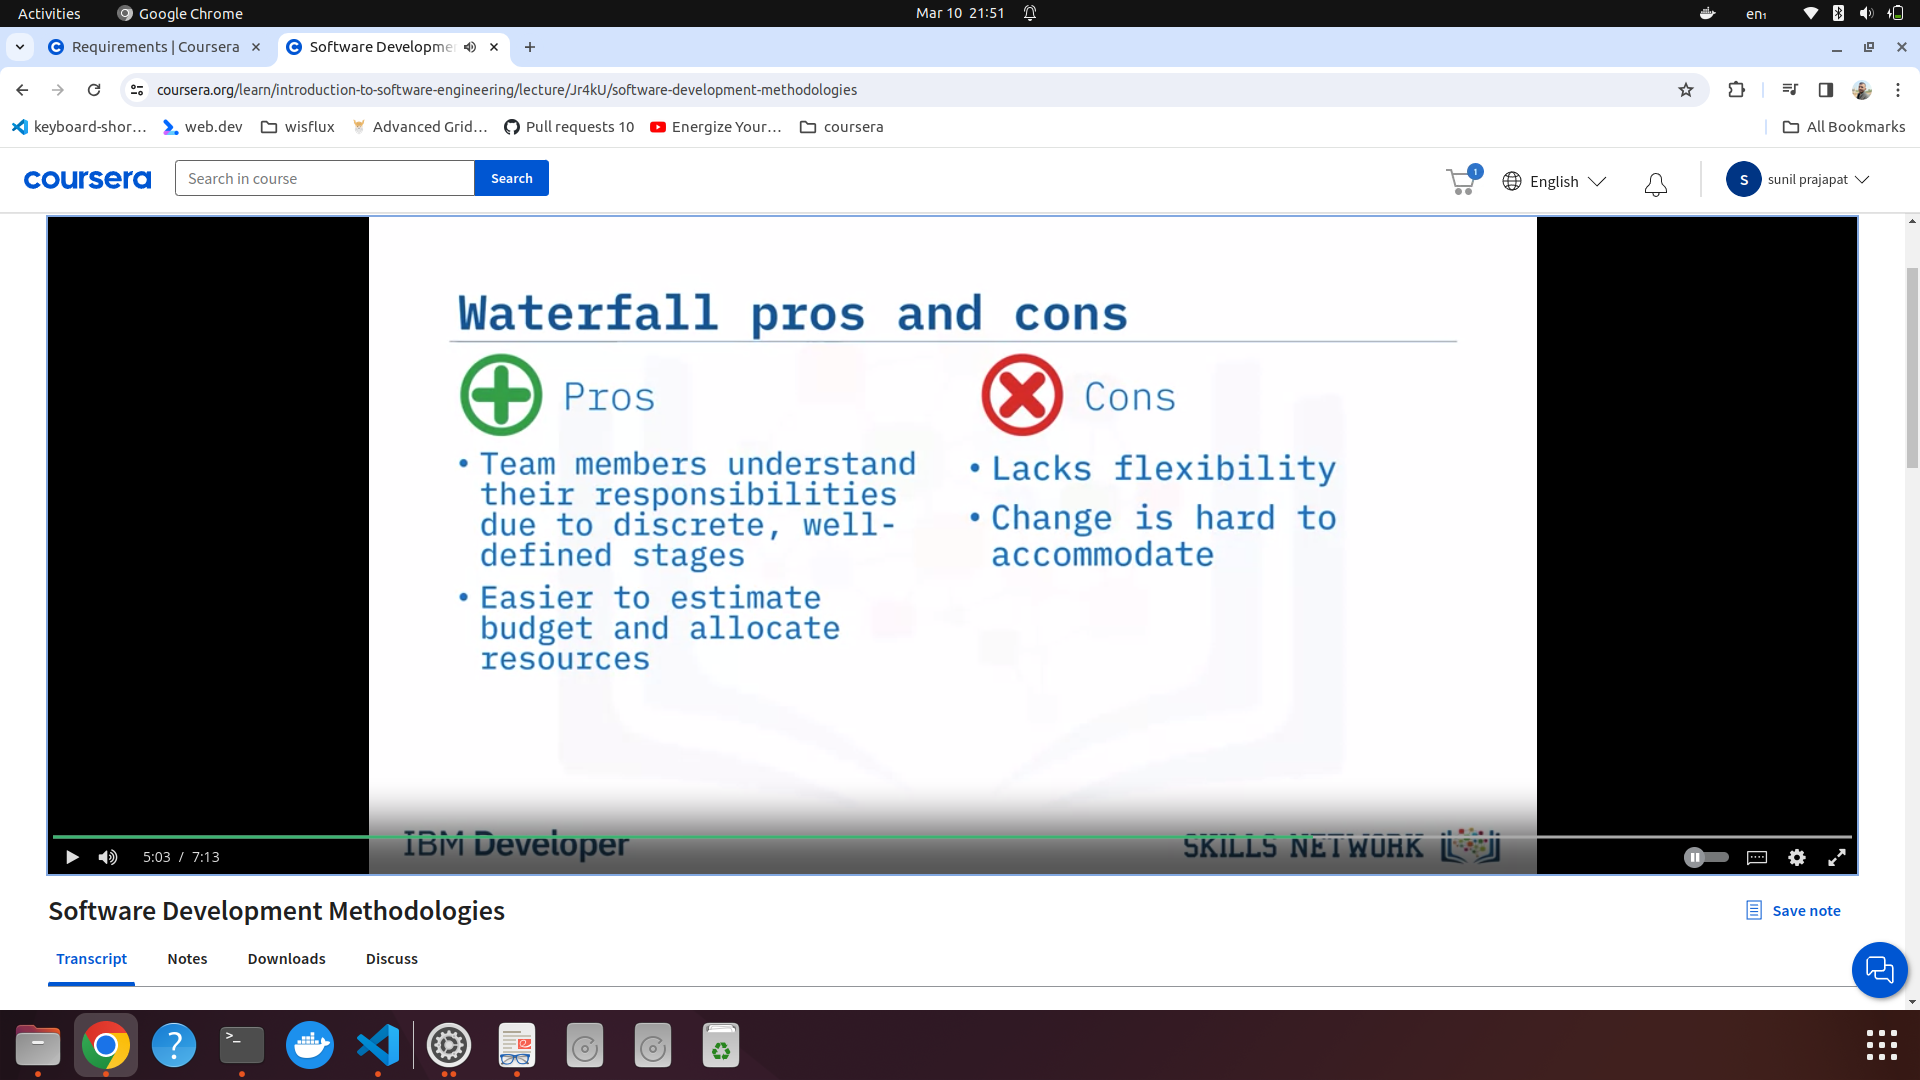 Activities Google Chrome Mar 10 21:51 en₁
Requirements | Coursera Software Developme
coursera.org/learn/introduction-to-software-engineering/lecture/Jr4kU/software-development-methodologies
keyboard-shor... web.dev wisflux Advanced Grid... Pull requests 10 Energize Your... coursera All Bookmarks
coursera Search in course Search 1 English S sunil prajapat
Waterfall pros and cons
Pros
• Team members understand
their responsibilities
due to discrete, well-
defined stages
• Easier to estimate
budget and allocate
resources
Cons
• Lacks flexibility
• Change is hard to
accommodate
IBM Developer SKILLS NETWORK
5:03 / 7:13
Software Development Methodologies Save note
Transcript Notes Downloads Discuss